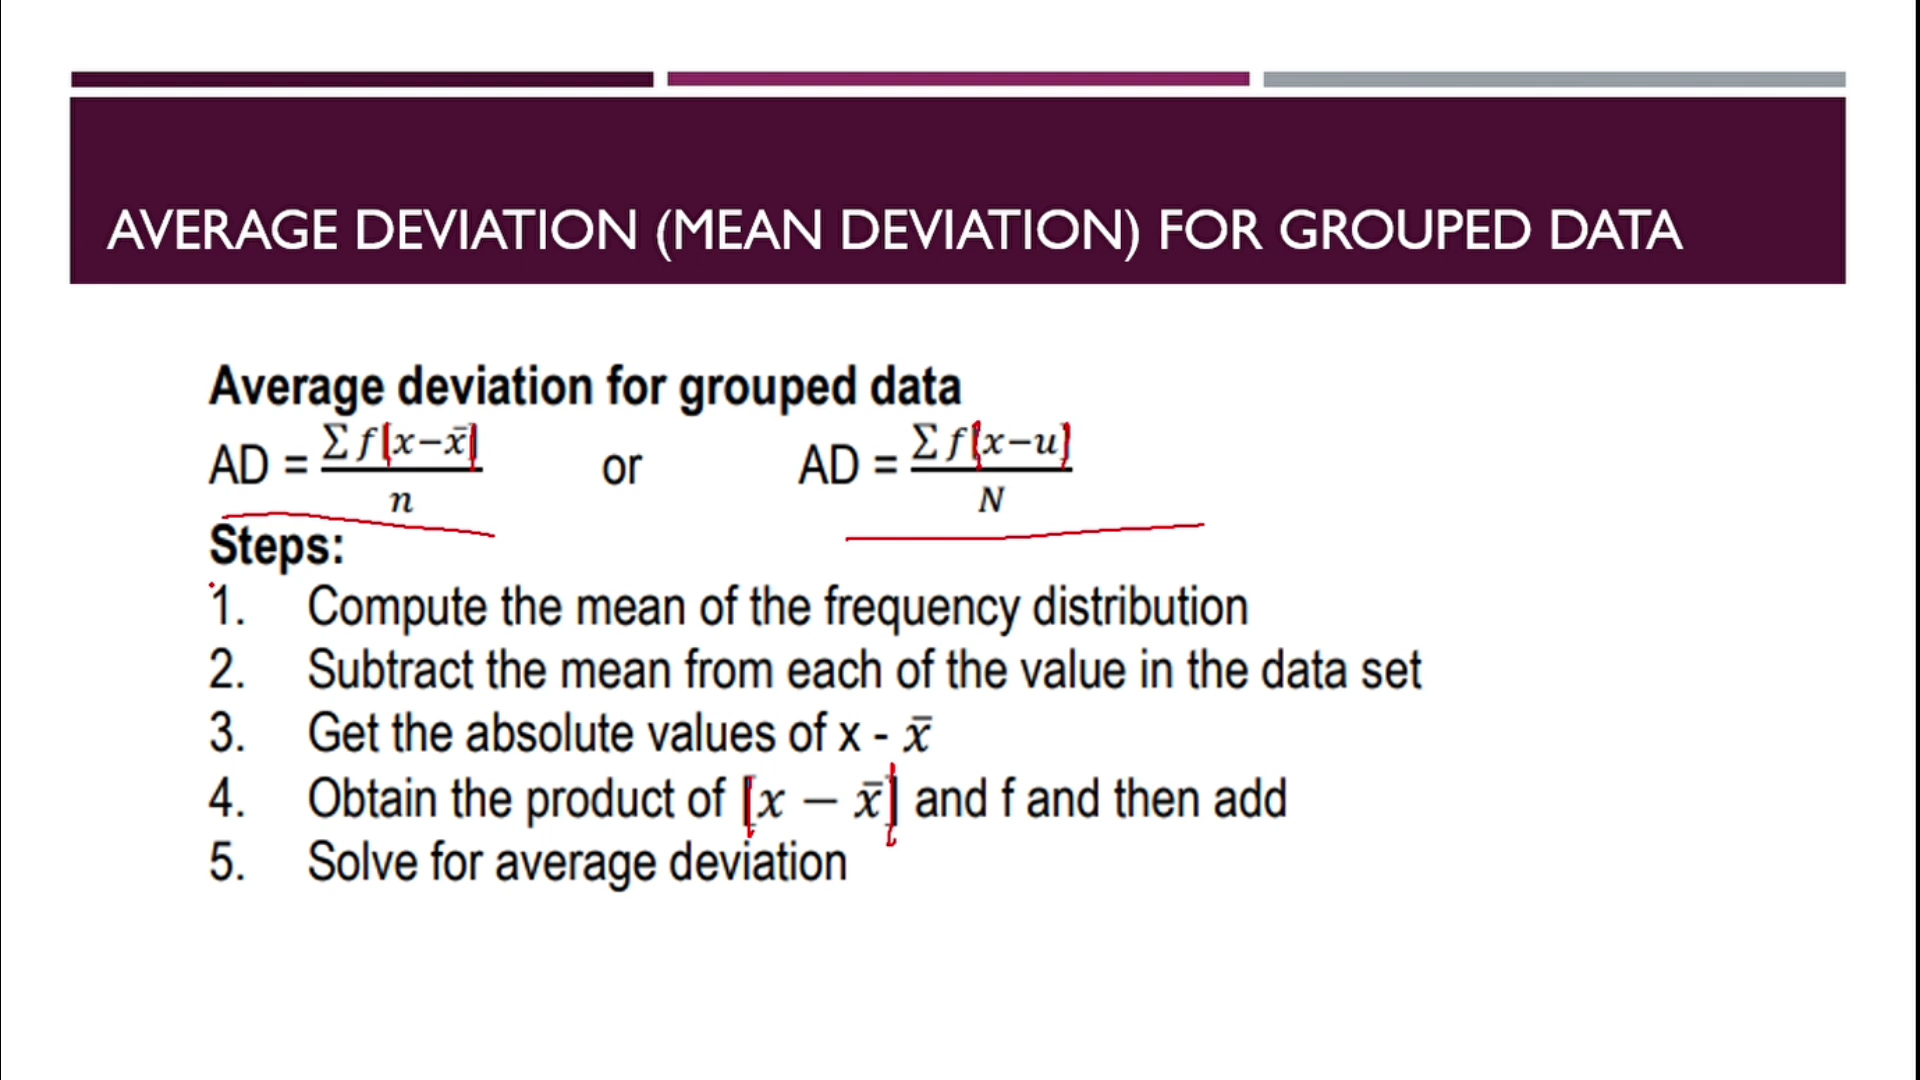 AVERAGE DEVIATION (MEAN DEVIATION) FOR GROUPED DATA
Average deviation for grouped data
AD = ∑ f[x−x̄] / n or AD = ∑ f[x−u] / N
Steps:
1. Compute the mean of the frequency distribution
2. Subtract the mean from each of the value in the data set
3. Get the absolute values of x - x̄
4. Obtain the product of [x − x̄] and f and then add
5. Solve for average deviation